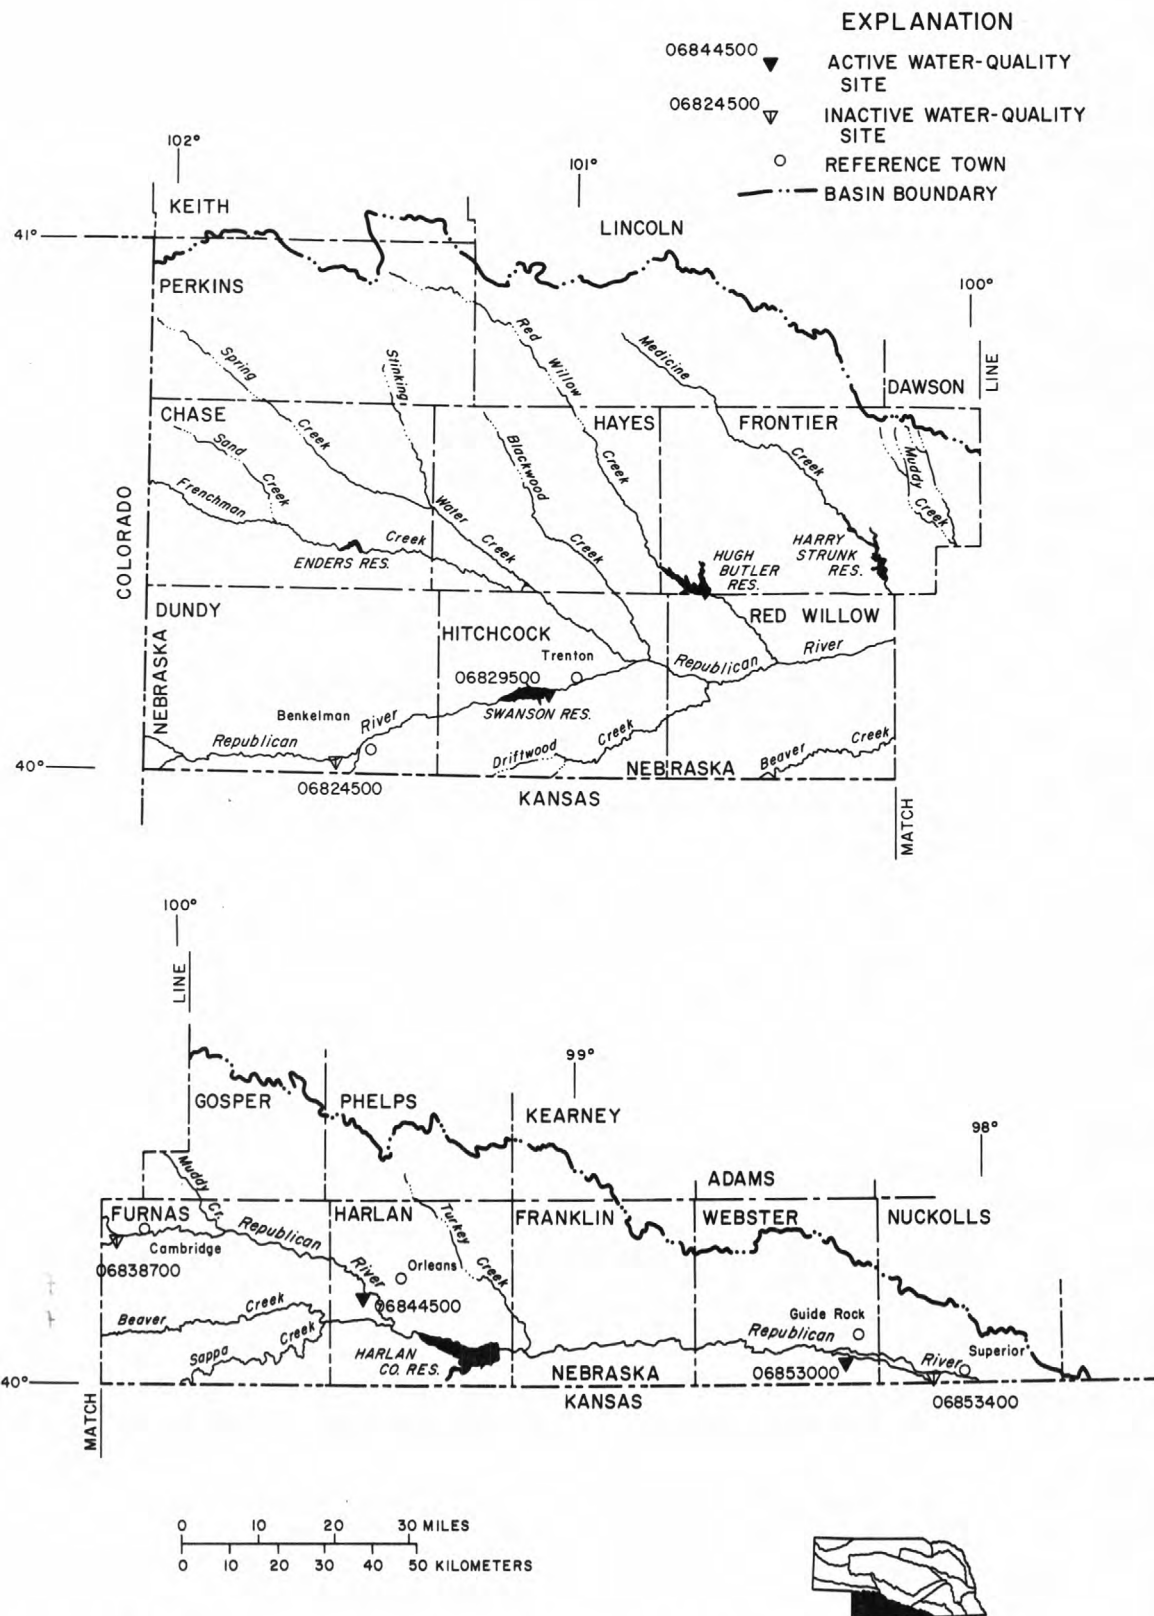 EXPLANATION
06844500
ACTIVE WATER-QUALITY
SITE
06824500
INACTIVE WATER-QUALITY
SITE
REFERENCE TOWN
BASIN BOUNDARY
102°
101°
100°
41°
KEITH
LINCOLN
PERKINS
LINE
DAWSON
Spring
Creek
Stinking
Water
Creek
Red
Willow
Creek
Medicine
Creek
CHASE
HAYES
FRONTIER
Sand
Creek
Blackwood
Creek
Muddy
Creek
Frenchman
Creek
ENDERS RES.
HUGH
BUTLER
RES.
HARRY
STRUNK
RES.
COLORADO
NEBRASKA
DUNDY
HITCHCOCK
RED WILLOW
Trenton
Republican
River
06829500
SWANSON RES.
Benkelman
Republican
River
Driftwood
Creek
Beaver
Creek
40°
06824500
NEBRASKA
KANSAS
MATCH
100°
LINE
99°
98°
GOSPER
PHELPS
KEARNEY
ADAMS
Muddy
Cr.
FURNAS
HARLAN
FRANKLIN
WEBSTER
NUCKOLLS
Republican
River
Turkey
Creek
Cambridge
06838700
Orleans
06844500
Beaver
Creek
Sappa
Creek
HARLAN
CO. RES.
Guide Rock
Republican
River
Superior
06853000
06853400
40°
NEBRASKA
KANSAS
MATCH
0 10 20 30 MILES
0 10 20 30 40 50 KILOMETERS